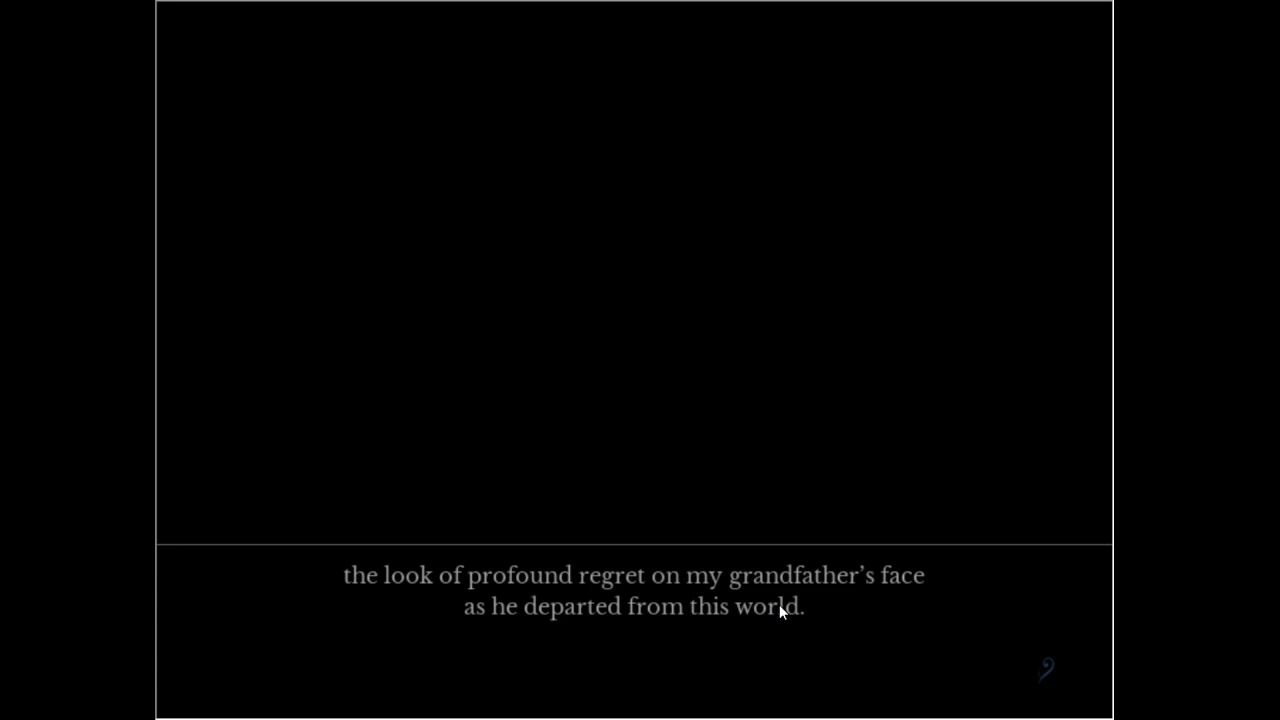 the look of profound regret on my grandfather’s face
as he departed from this world.